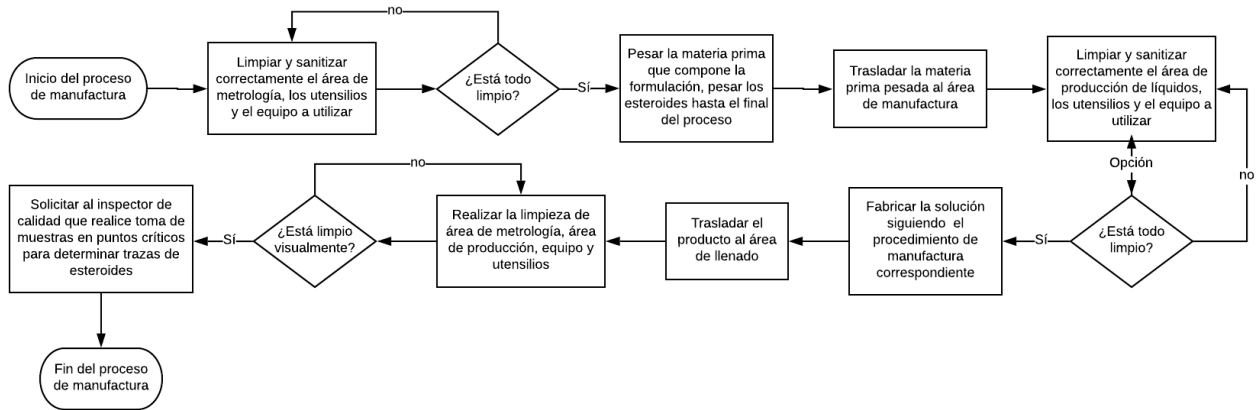 no
Inicio del proceso
de manufactura
Limpiar y sanitizar
correctamente el área de
metrología, los utensilios
y el equipo a utilizar
¿Está todo
limpio?
Sí
Pesar la materia prima
que compone la
formulación, pesar los
esteroides hasta el final
del proceso
Trasladar la materia
prima pesada al área
de manufactura
Limpiar y sanitizar
correctamente el área de
producción de líquidos,
los utensilios y el equipo a
utilizar
Opción
no
¿Está todo
limpio?
Sí
Fabricar la solución
siguiendo el
procedimiento de
manufactura
correspondiente
Trasladar el
producto al área
de llenado
Realizar la limpieza de
área de metrología, área
de producción, equipo y
utensilios
no
¿Está limpio
visualmente?
Sí
Solicitar al inspector de
calidad que realice toma de
muestras en puntos críticos
para determinar trazas de
esteroides
Fin del proceso
de manufactura